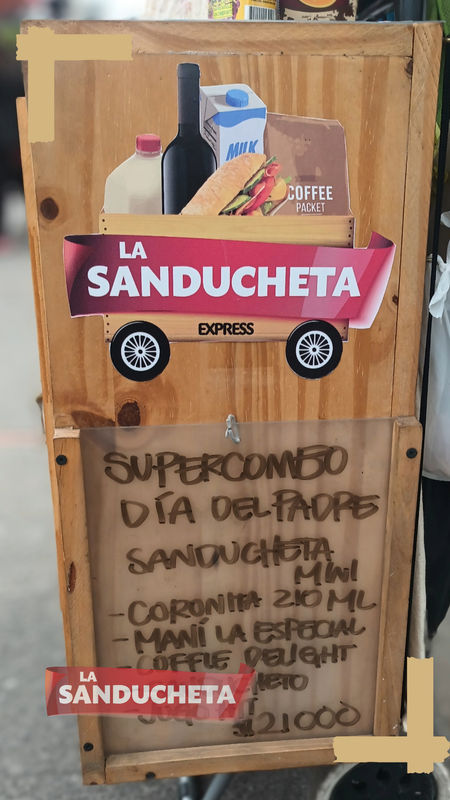 MILK
COFFEE
PACKET
LA
SANDUCHETA
EXPRESS
SUPERCOMBO
DÍA DEL PADRE
SANDUCHETA
MINI
- CORONITA 210 ML
- MANÍ LA ESPECIAL
- COFFEE DELIGHT
LA
SANDUCHETA
$21000